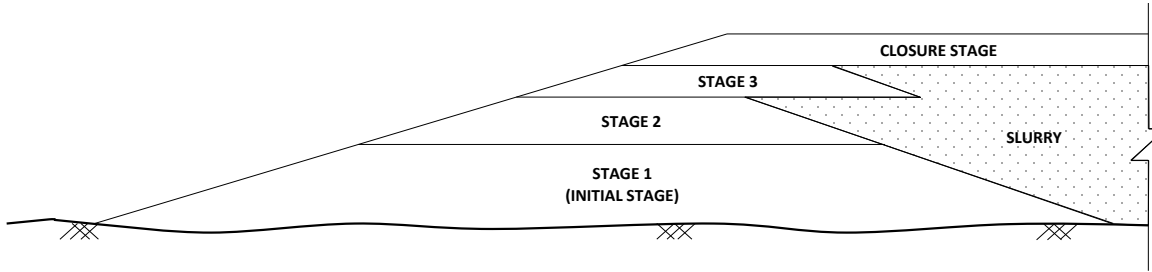 CLOSURE STAGE
STAGE 3
STAGE 2
SLURRY
STAGE 1
(INITIAL STAGE)